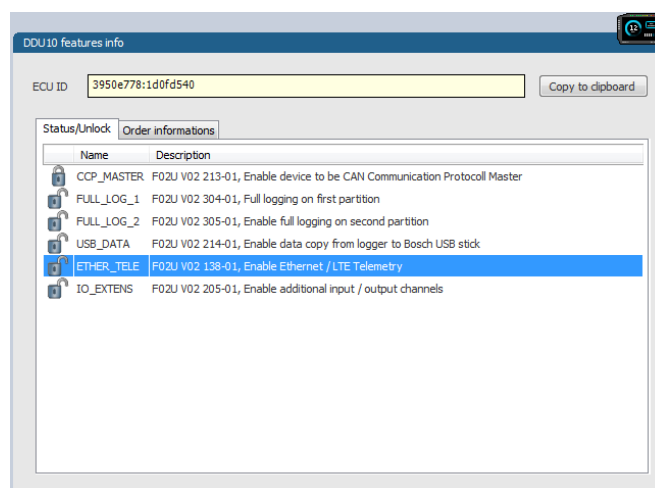 12
DDU10 features info
ECU ID 3950e778:1d0fd540 Copy to clipboard
Status/Unlock Order informations
Name Description
CCP_MASTER F02U V02 213-01, Enable device to be CAN Communication Protocoll Master
FULL_LOG_1 F02U V02 304-01, Full logging on first partition
FULL_LOG_2 F02U V02 305-01, Enable full logging on second partition
USB_DATA F02U V02 214-01, Enable data copy from logger to Bosch USB stick
ETHER_TELE F02U V02 138-01, Enable Ethernet / LTE Telemetry
IO_EXTENS F02U V02 205-01, Enable additional input / output channels